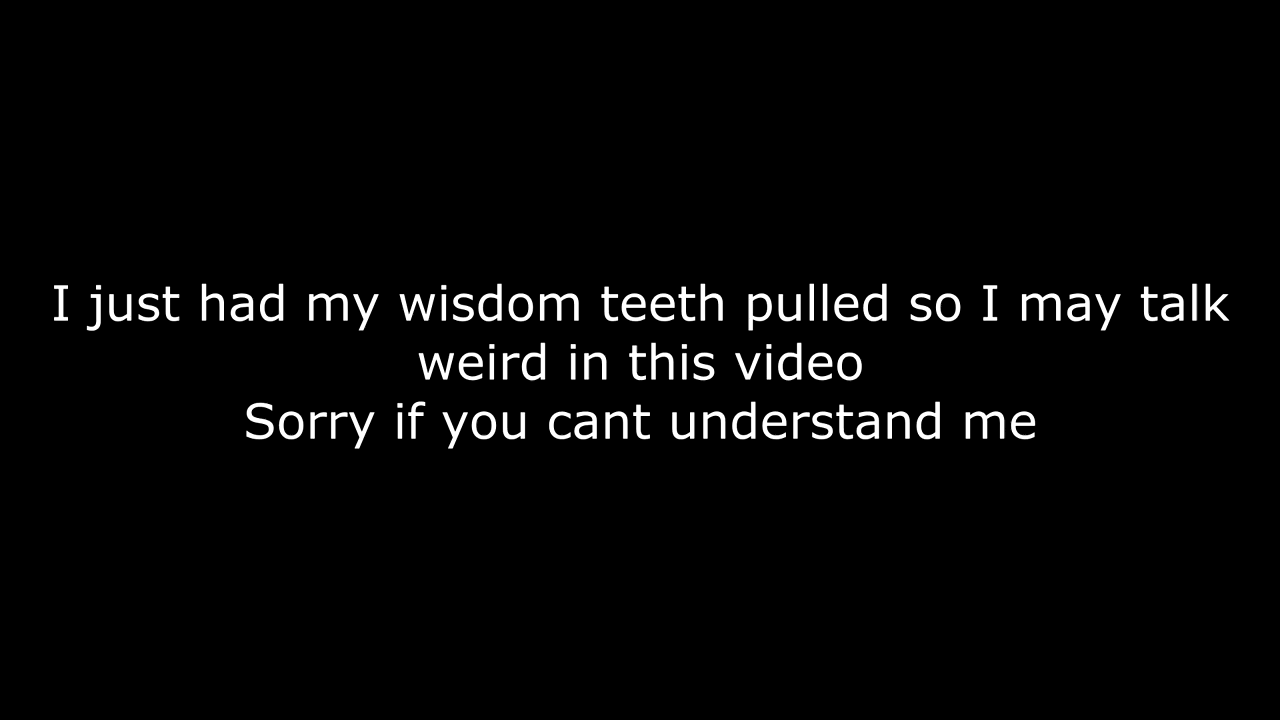 I just had my wisdom teeth pulled so I may talk
weird in this video
Sorry if you cant understand me